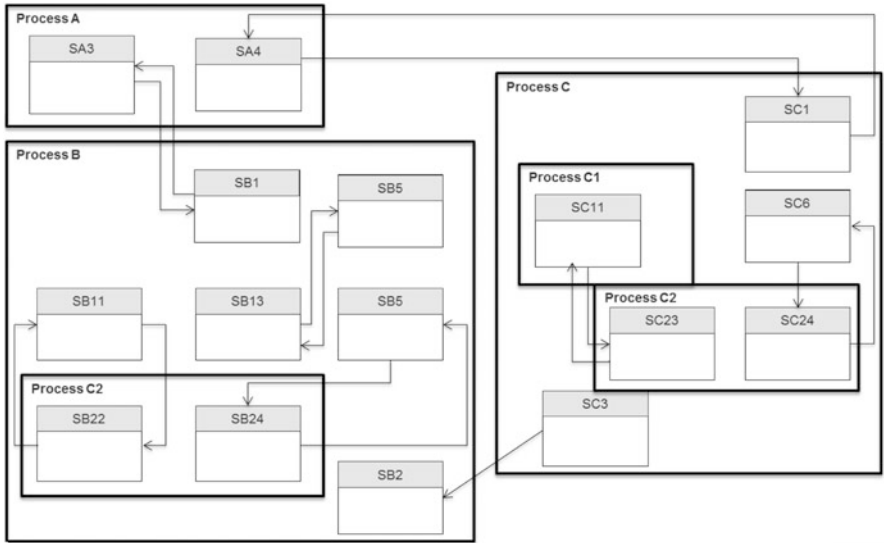 Process A
SA3
SA4
Process C
SC1
Process B
Process C1
SB1
SB5
SC11
SC6
SB11
SB13
SB5
Process C2
SC23
SC24
Process C2
SB22
SB24
SC3
SB2